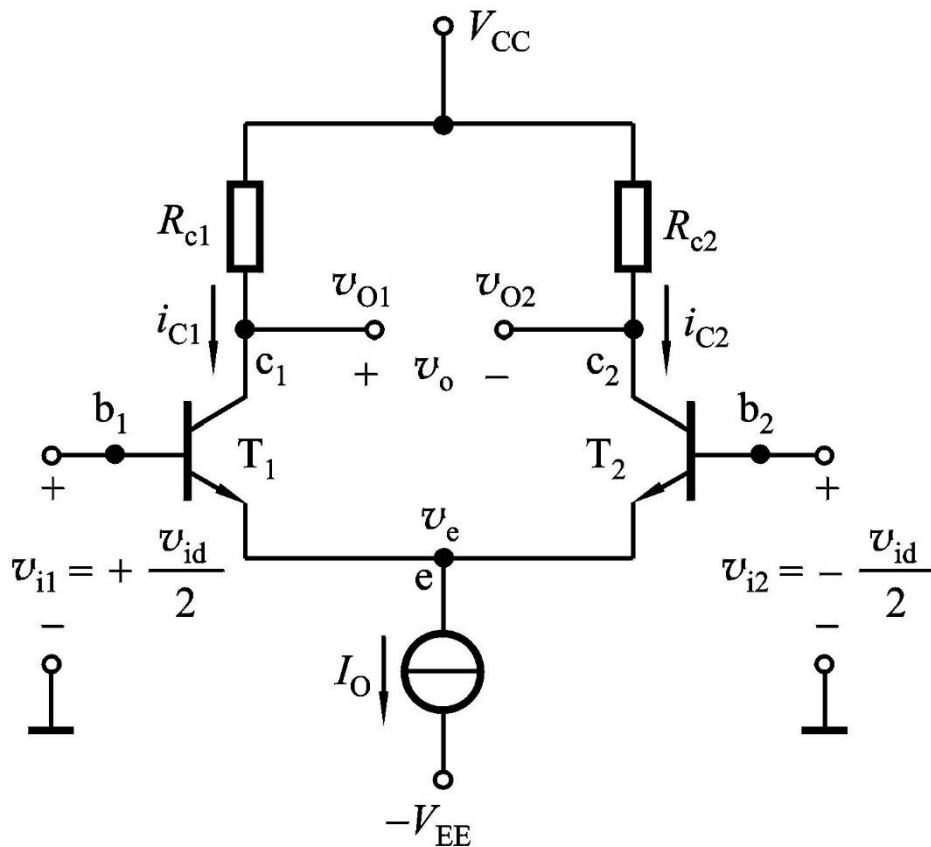 V_CC
R_c1
R_c2
v_O1
v_O2
i_C1
i_C2
c_1
+ v_o −
c_2
b_1
b_2
T_1
T_2
+
+
v_e
e
v_i1 = + v_id/2
v_i2 = − v_id/2
−
−
I_O
−V_EE